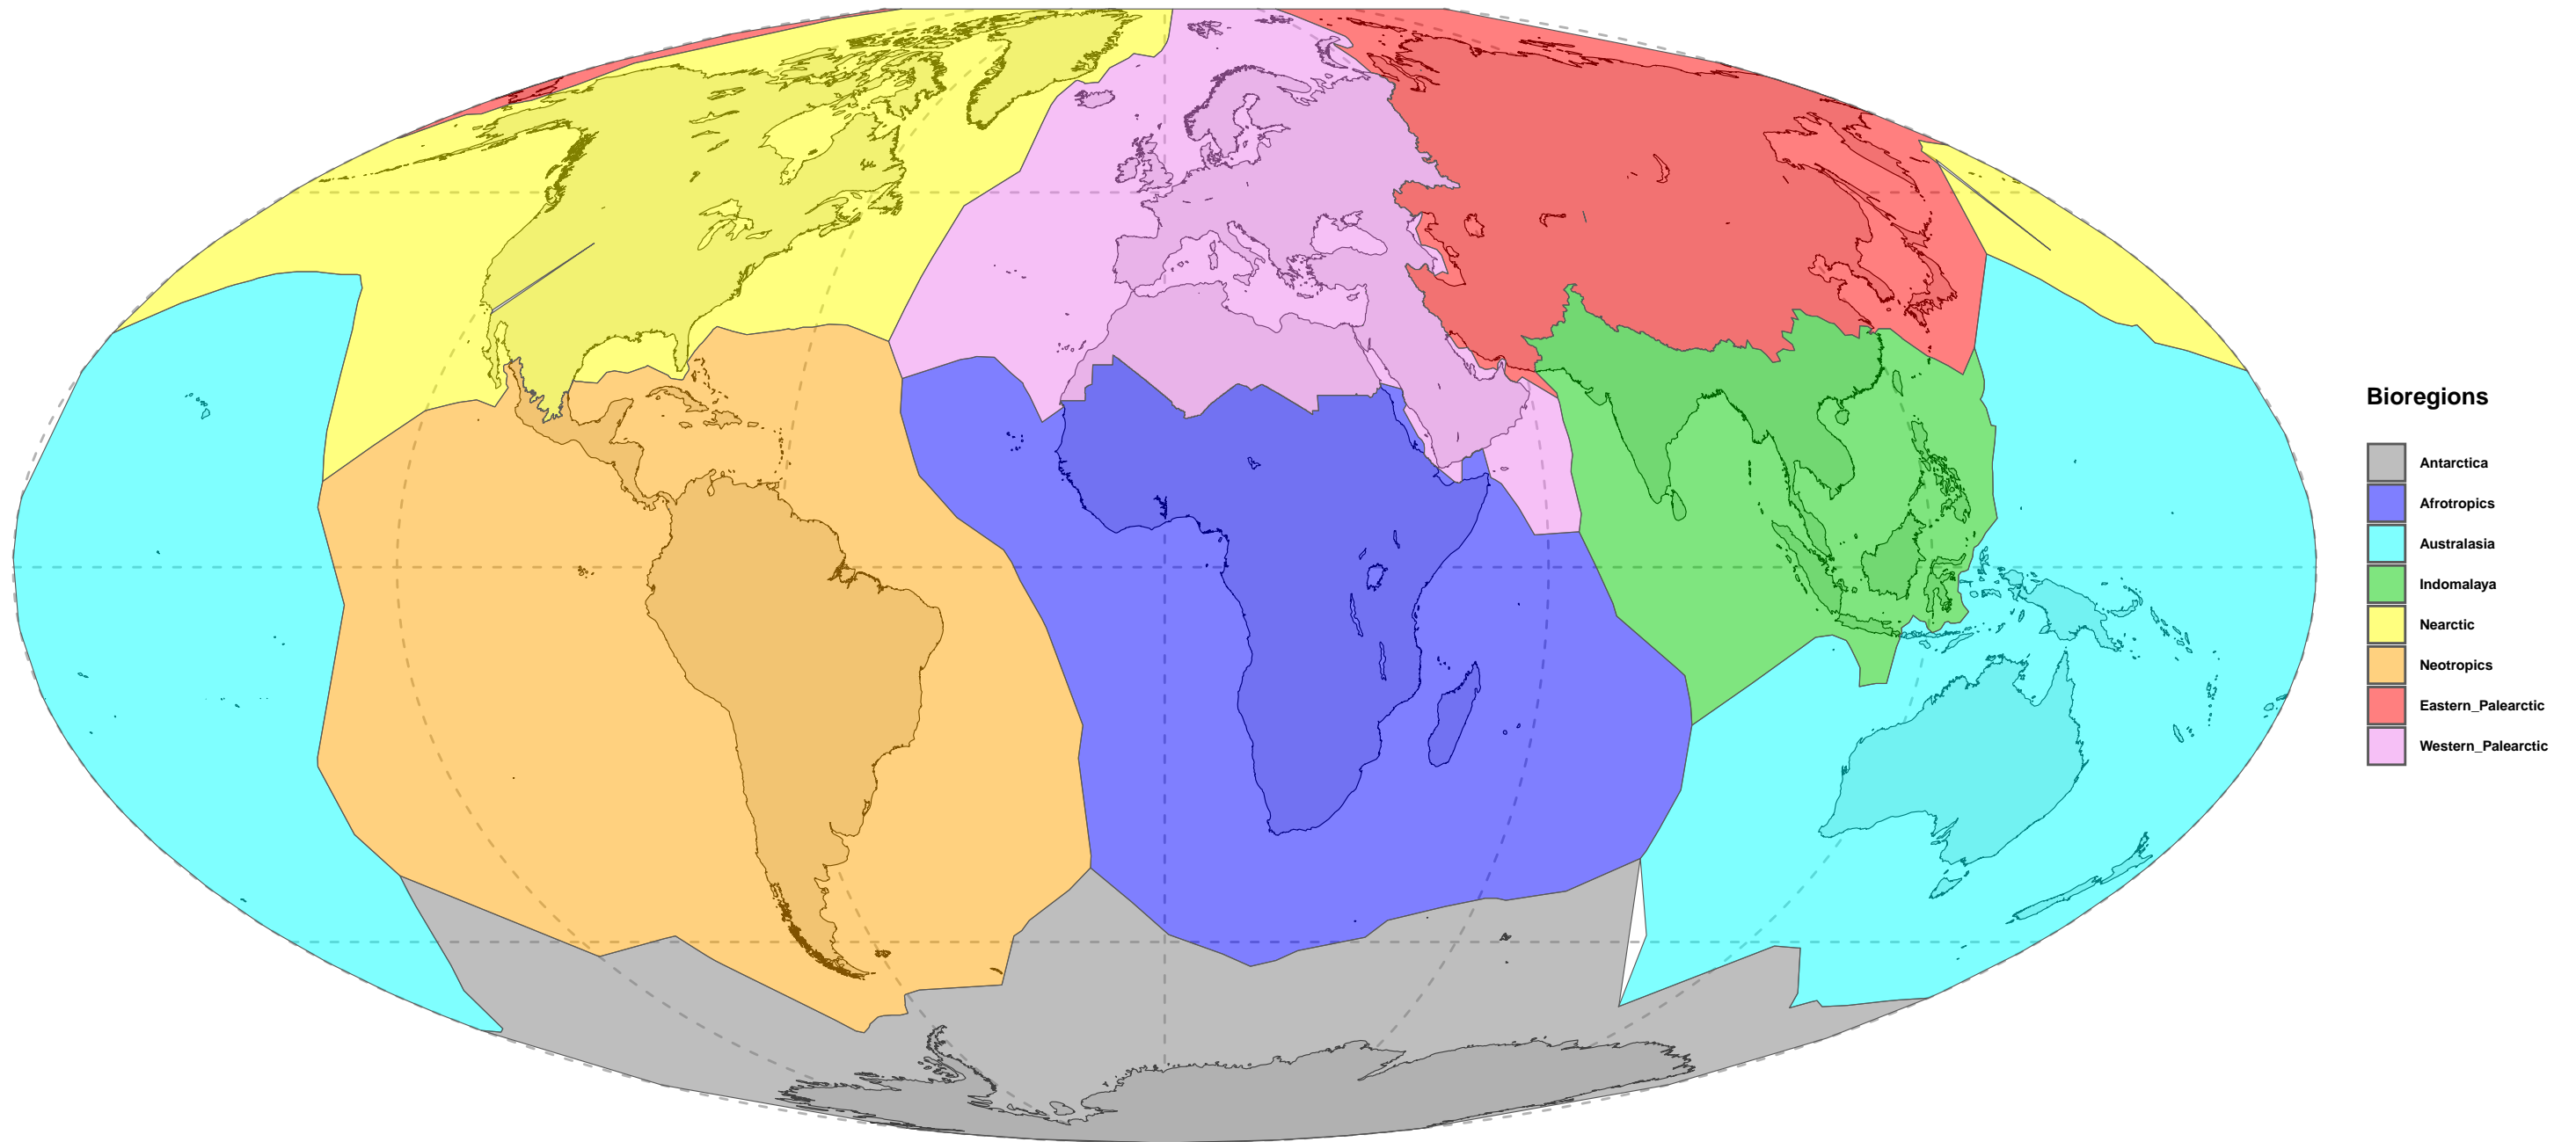 Bioregions
Antarctica
Afrotropics
Australasia
Indomalaya
Nearctic
Neotropics
Eastern_Palearctic
Western_Palearctic